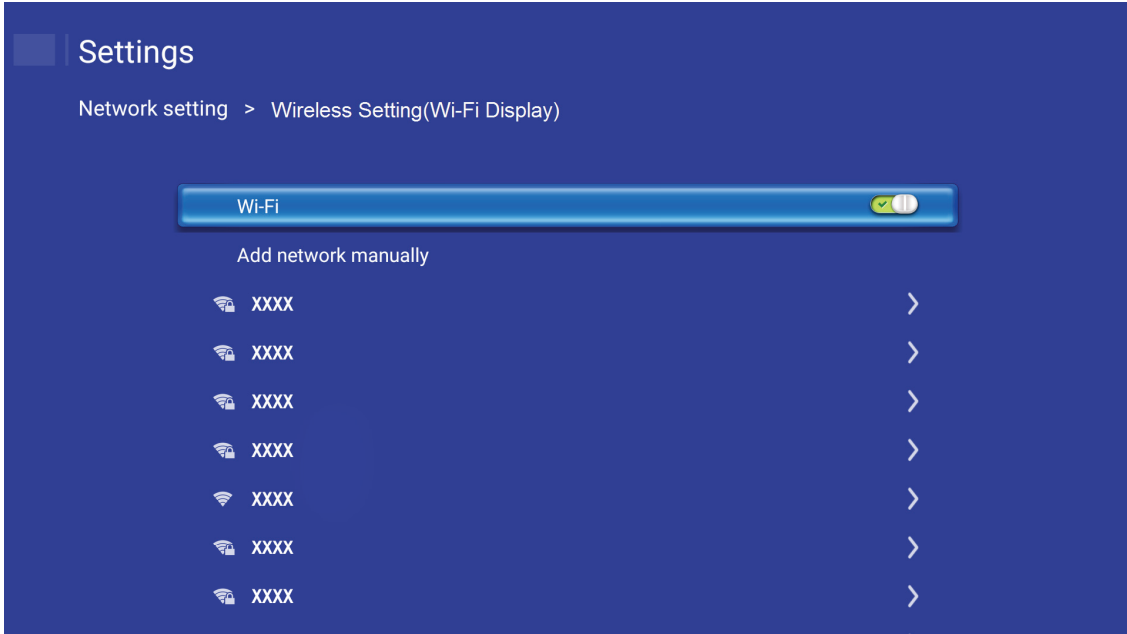 Settings
Network setting > Wireless Setting(Wi-Fi Display)
Wi-Fi
Add network manually
XXXX
XXXX
XXXX
XXXX
XXXX
XXXX
XXXX